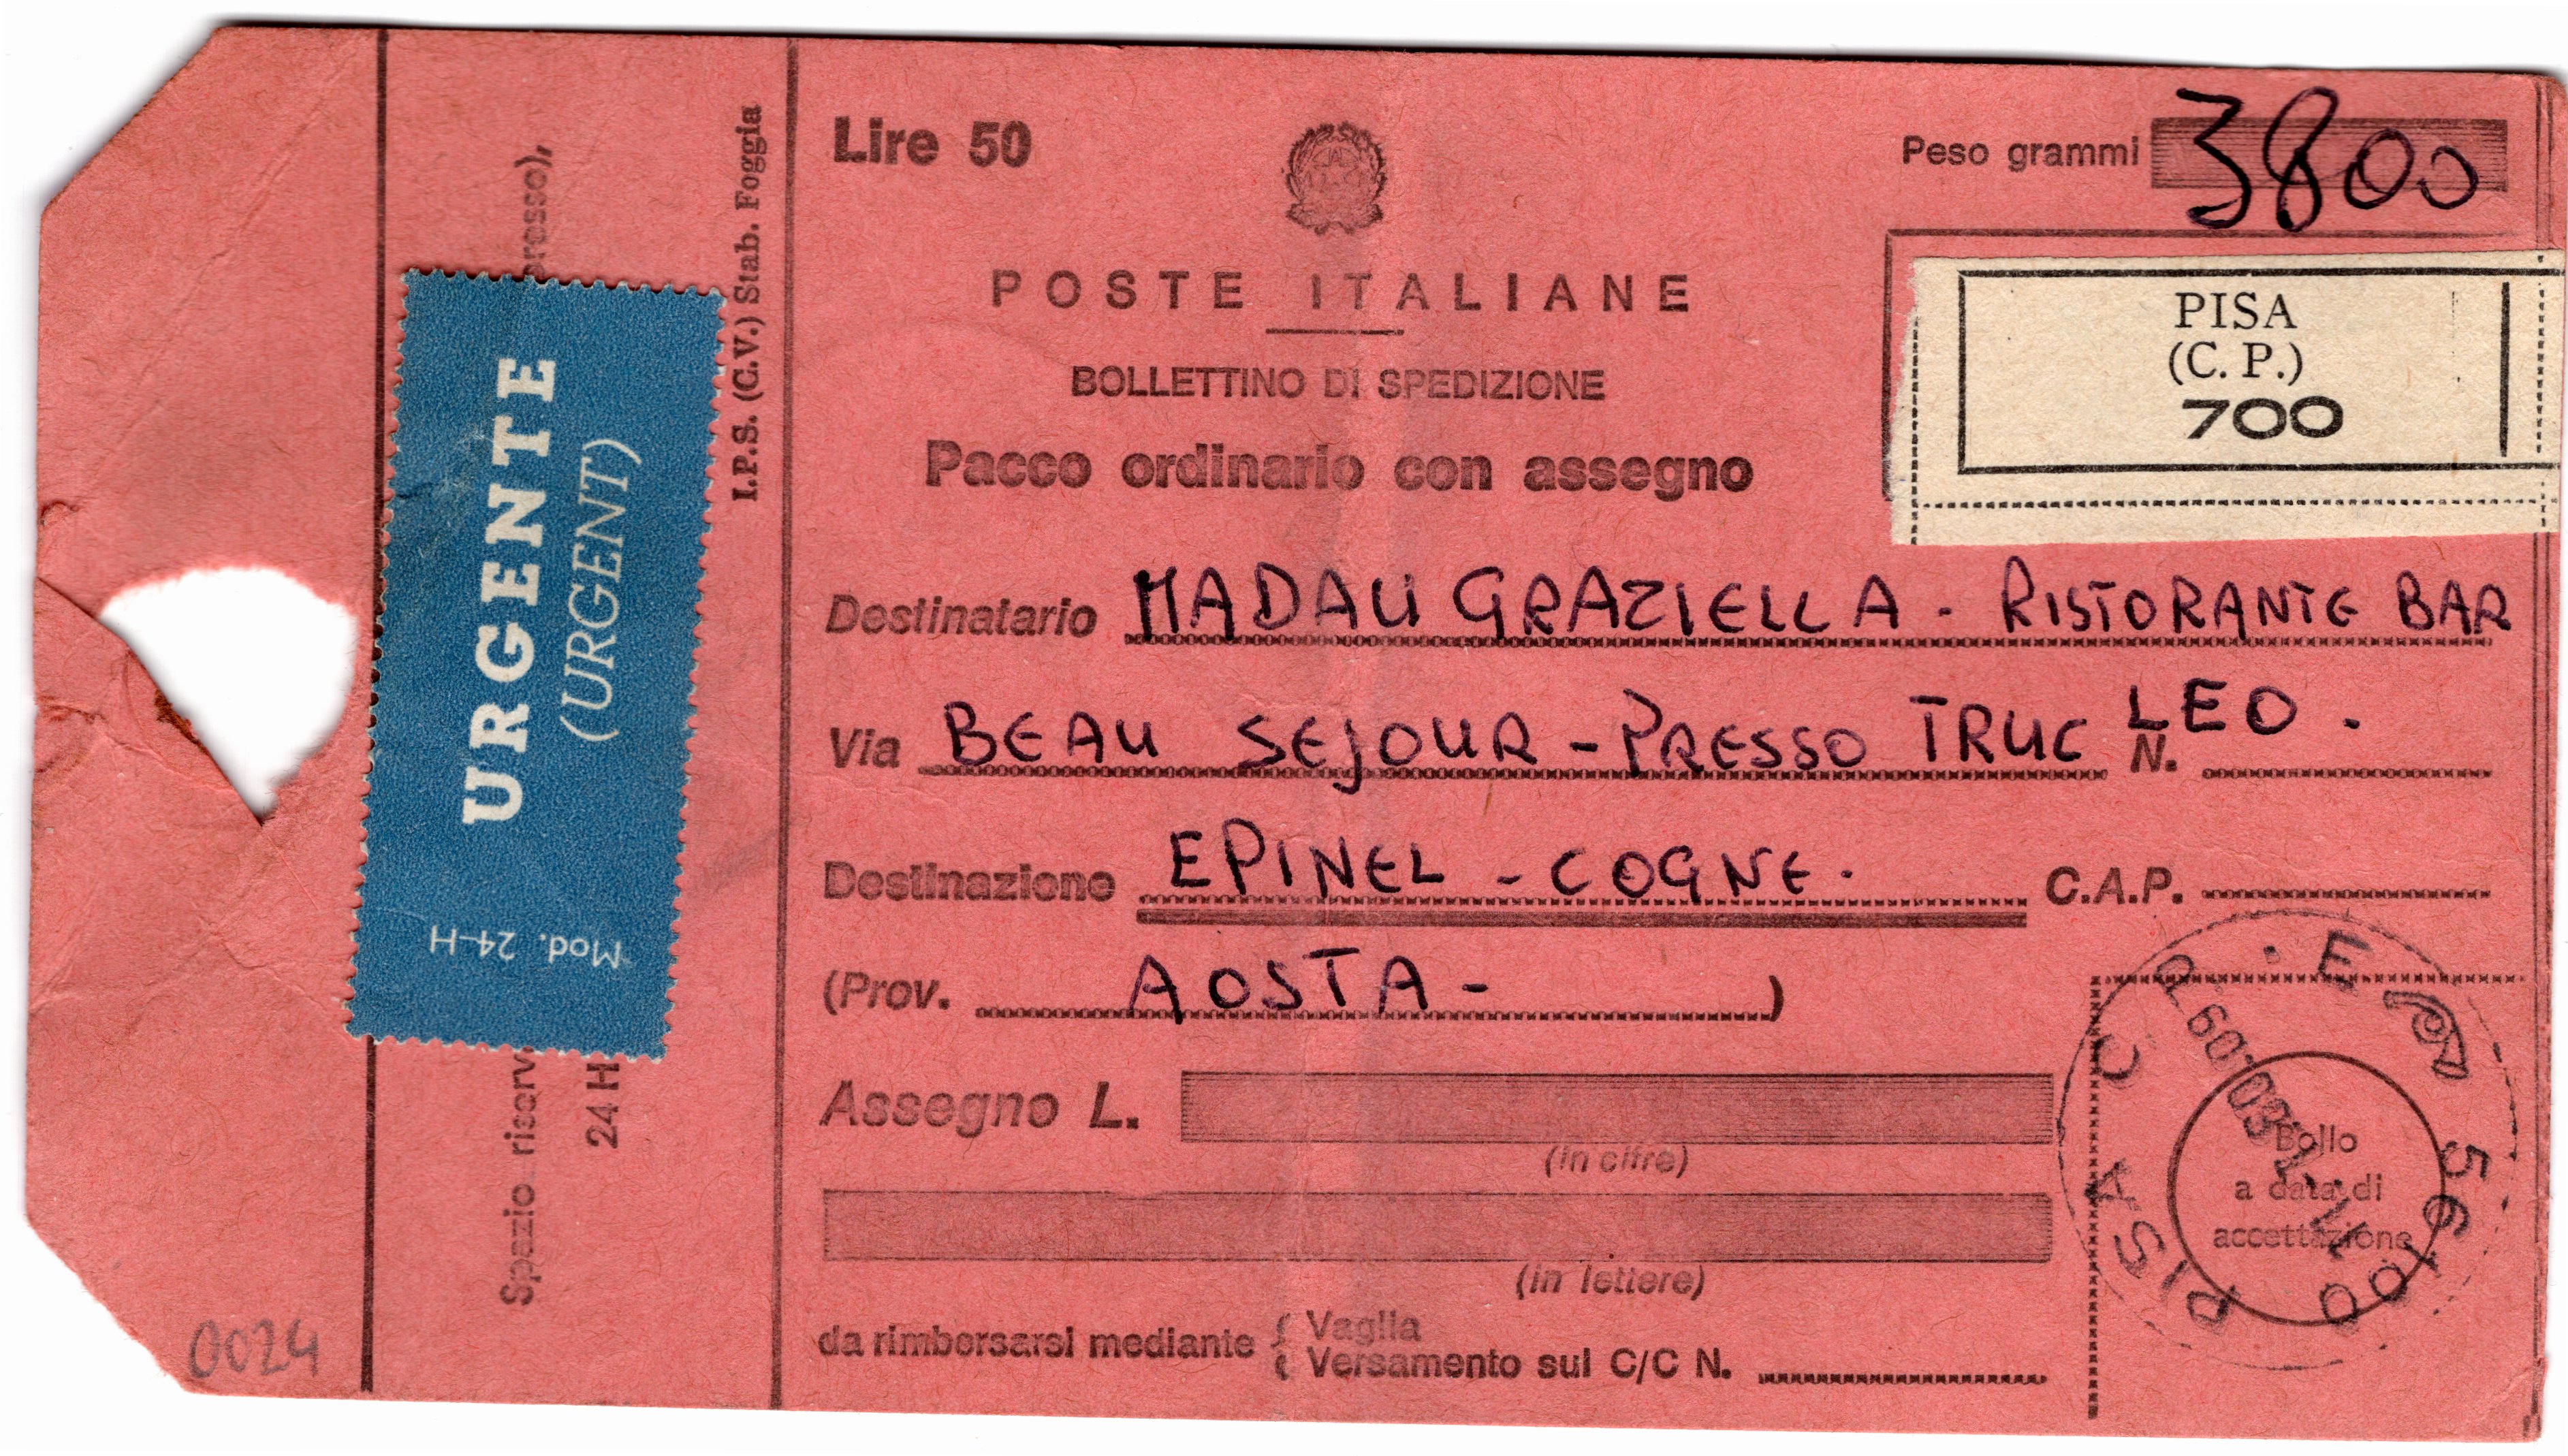 Lire 50
Peso grammi 3800
POSTE ITALIANE
BOLLETTINO DI SPEDIZIONE
Pacco ordinario con assegno
PISA
(C. P.)
700
Destinatario MADAU GRAZIELLA - RISTORANTE BAR
Via BEAU SEJOUR - PRESSO TRUC LEO.
N.
Destinazione EPINEL - COGNE.
C.A.P.
(Prov. AOSTA - )
Assegno L.
(in cifre)
(in lettere)
da rimborsarsi mediante { Vaglia
Versamento sul C/C N.
Bollo
a data di
accettazione
PISA C P
56100
I.P.S. (C.V.) Stab. Foggia
URGENTE
(URGENT)
Mod. 24-H
Spazio
24 H
0024